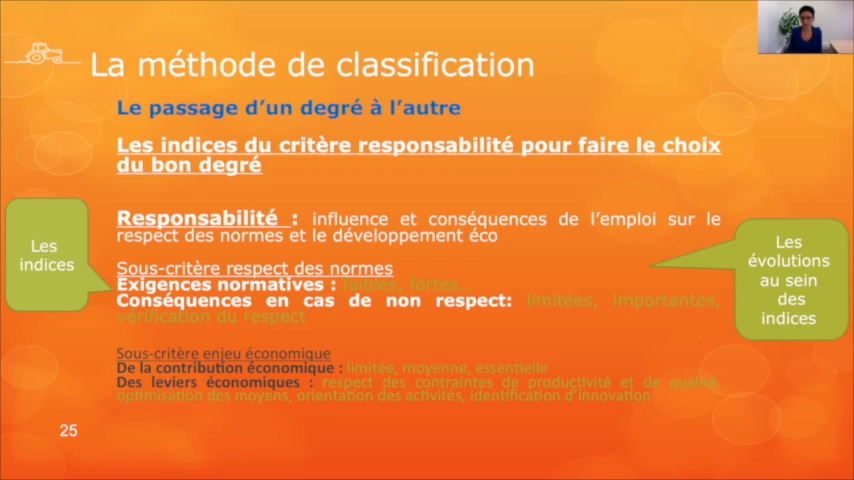 La méthode de classification
Le passage d’un degré à l’autre
Les indices du critère responsabilité pour faire le choix
du bon degré
Responsabilité : influence et conséquences de l’emploi sur le
respect des normes et le développement éco
Les
indices
Les
évolutions
au sein
des
indices
Sous-critère respect des normes
Exigences normatives : faibles, fortes...
Conséquences en cas de non respect: limitées, importantes,
vérification du respect
Sous-critère enjeu économique
De la contribution économique : limitée, moyenne, essentielle
Des leviers économiques : respect des contraintes de productivité et de qualité,
optimisation des moyens, orientation des activités, identification d’innovation
25